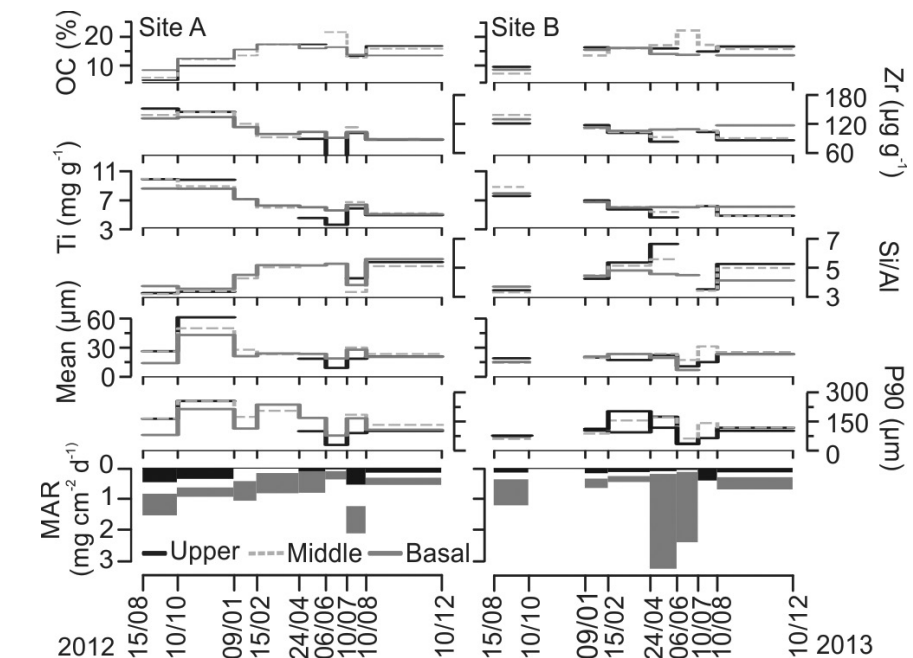 Site A
Site B
OC (%)
20
10
Zr (µg g⁻¹)
180
120
60
Ti (mg g⁻¹)
11
7
3
Si/Al
7
5
3
Mean (µm)
60
30
0
P90 (µm)
300
150
0
MAR
(mg cm⁻² d⁻¹)
0
1
2
3
Upper Middle Basal
15/08 10/10 09/01 15/02 24/04 06/06 10/07 10/08 10/12
15/08 10/10 09/01 15/02 24/04 06/06 10/07 10/08 10/12
2012 2013